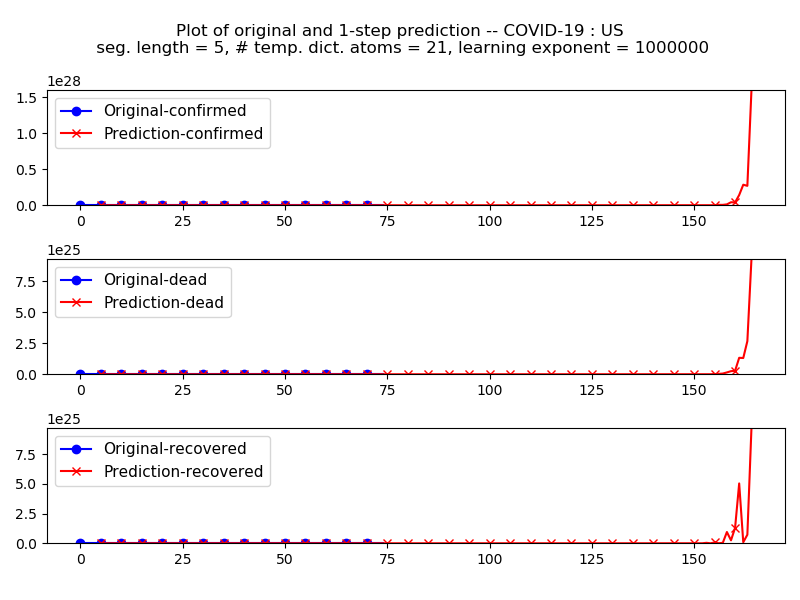 Plot of original and 1-step prediction -- COVID-19 : US
seg. length = 5, # temp. dict. atoms = 21, learning exponent = 1000000
1e28
1.5
1.0
0.5
0.0
Original-confirmed
Prediction-confirmed
0 25 50 75 100 125 150
1e25
7.5
5.0
2.5
0.0
Original-dead
Prediction-dead
0 25 50 75 100 125 150
1e25
7.5
5.0
2.5
0.0
Original-recovered
Prediction-recovered
0 25 50 75 100 125 150